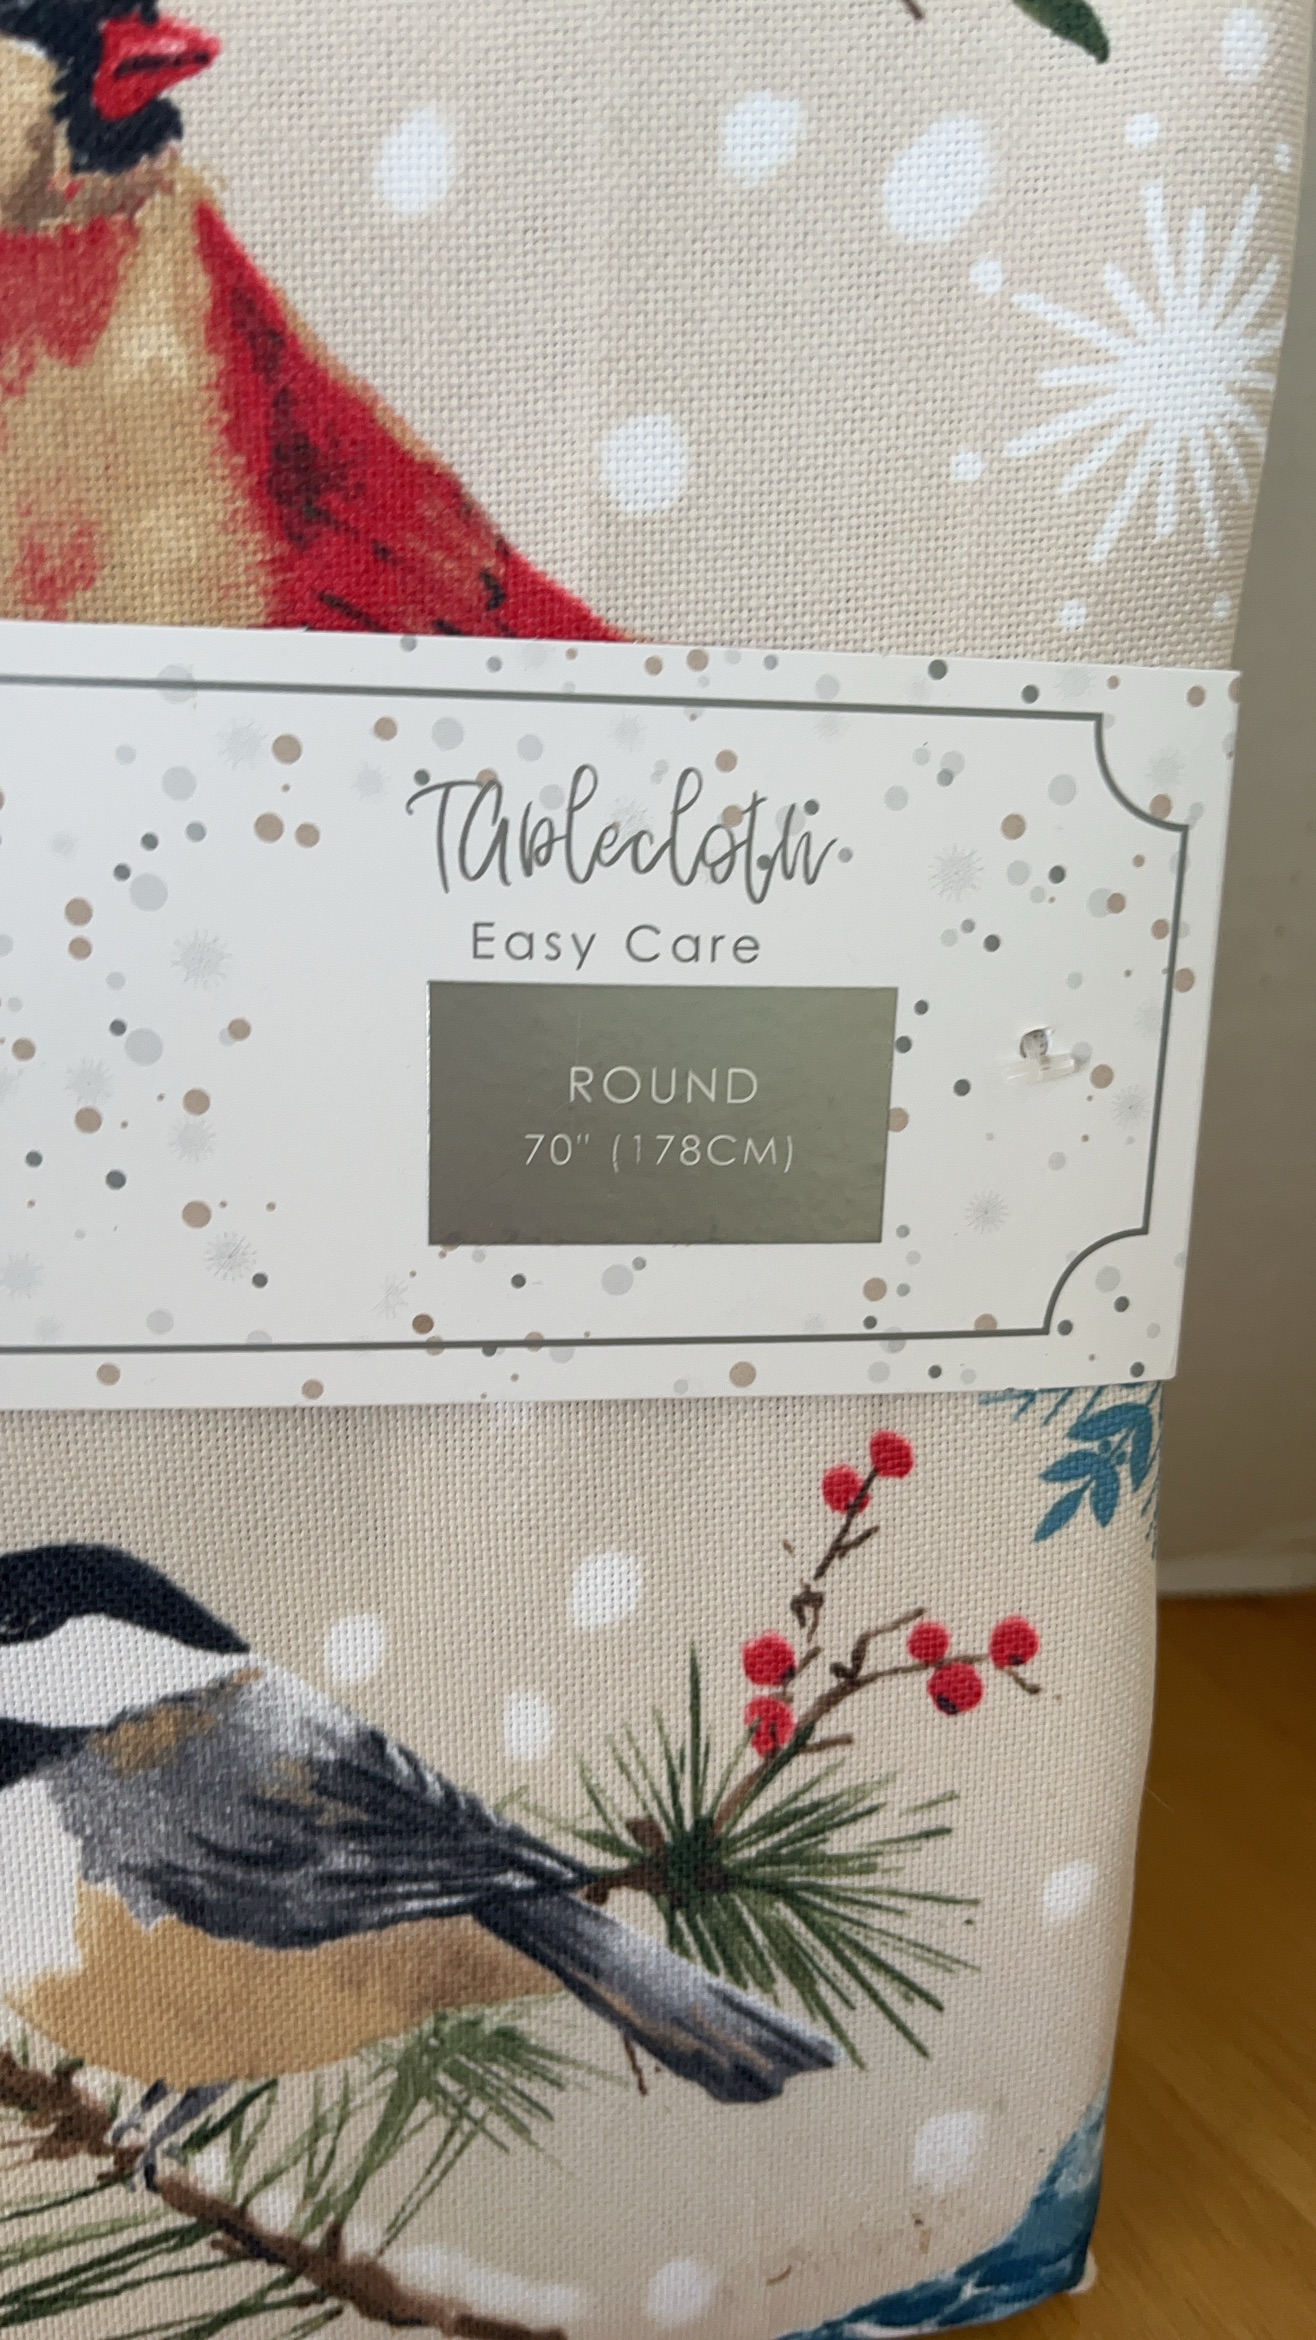 Tablecloth
Easy Care
ROUND
70" (178CM)